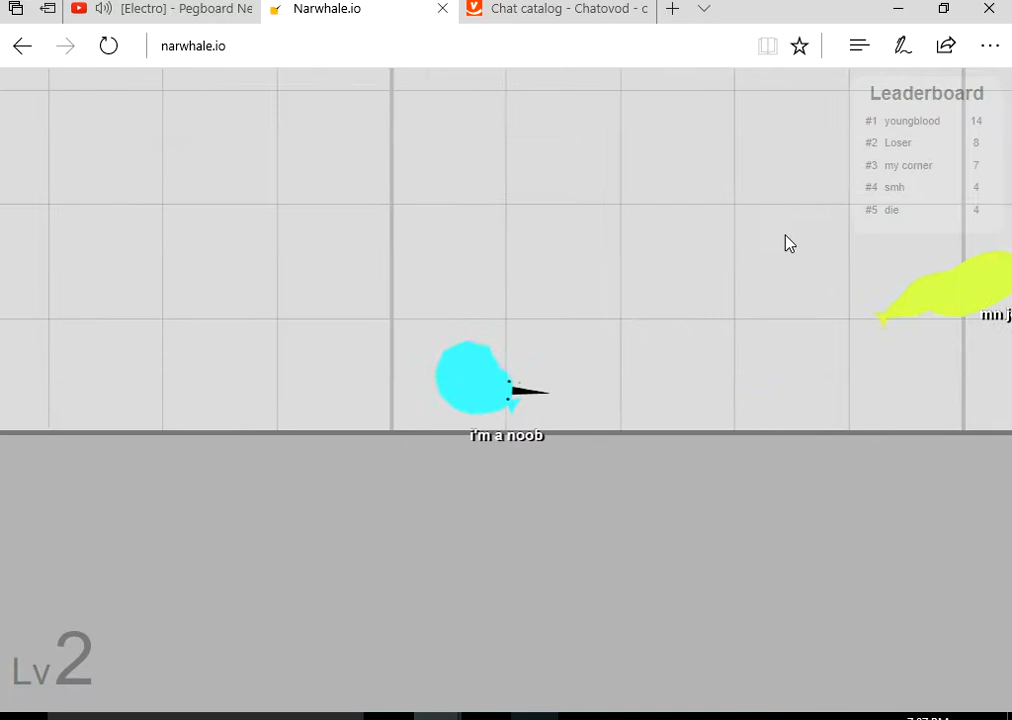 [Electro] - Pegboard Ne
Narwhale.io
Chat catalog - Chatovod - c
narwhale.io
Leaderboard
#1 youngblood 14
#2 Loser 8
#3 my corner 7
#4 smh 4
#5 die 4
mn
i'm a noob
Lv2